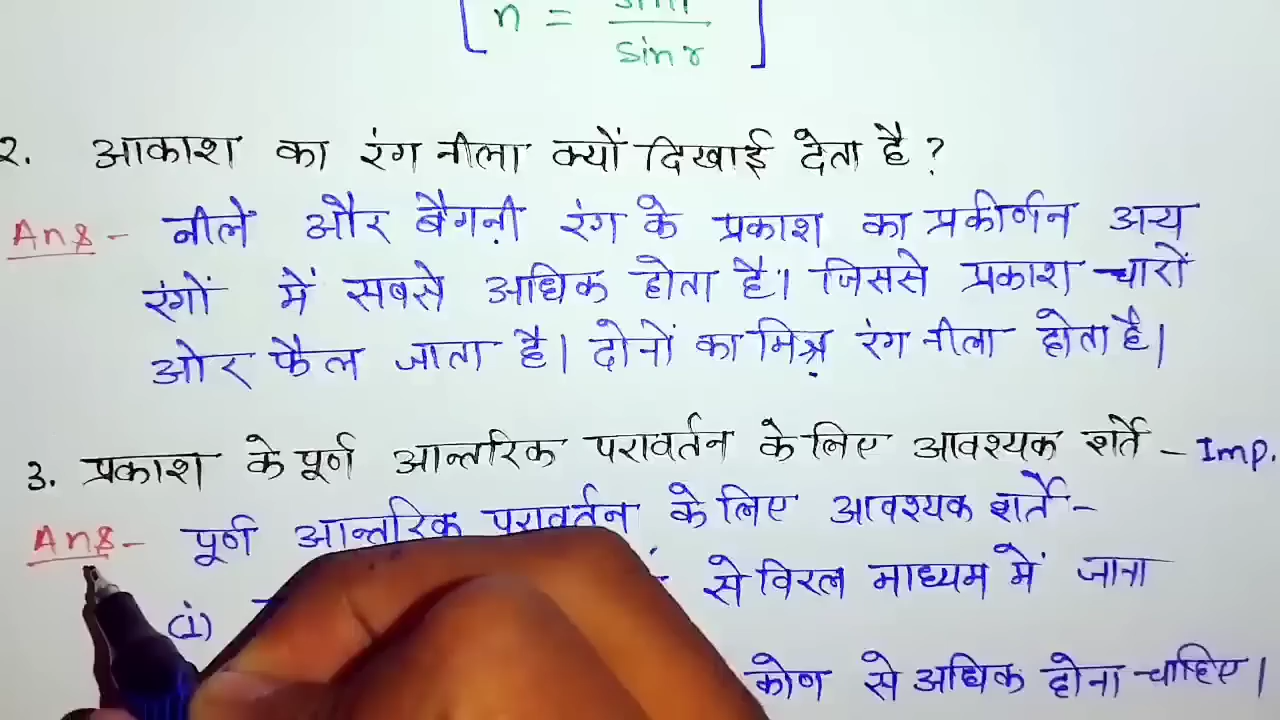 [n = sin i / sin r]
2. आकाश का रंग नीला क्यों दिखाई देता है ?
Ans - नीले और बैगनी रंग के प्रकाश का प्रकीर्णन अन्य
रंगों में सबसे अधिक होता है। जिससे प्रकाश चारों
ओर फैल जाता है। दोनों का मिश्र रंग नीला होता है।
3. प्रकाश के पूर्ण आन्तरिक परावर्तन के लिए आवश्यक शर्ते - Imp.
Ans - पूर्ण आन्तरिक परावर्तन के लिए आवश्यक शर्ते -
(i) से विरल माध्यम में जाना
कोण से अधिक होना चाहिए।